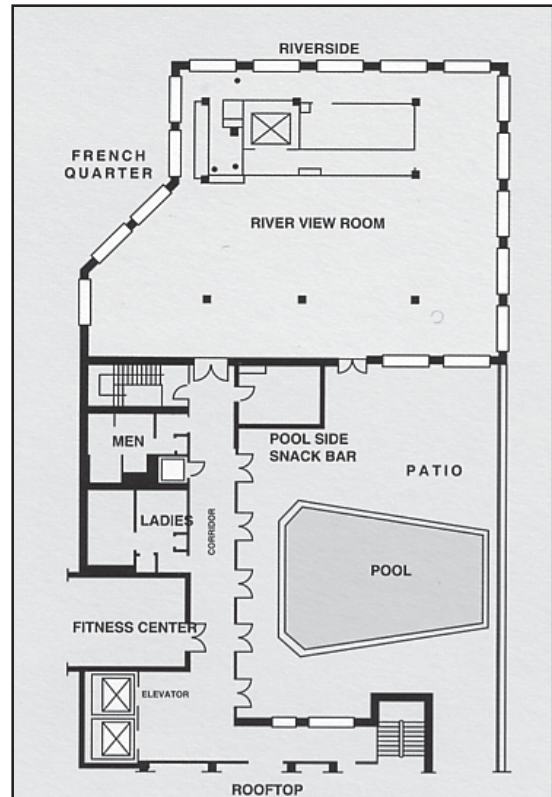 RIVERSIDE
FRENCH
QUARTER
RIVER VIEW ROOM
MEN
POOL SIDE
SNACK BAR
PATIO
LADIES
CORRIDOR
POOL
FITNESS CENTER
ELEVATOR
ROOFTOP